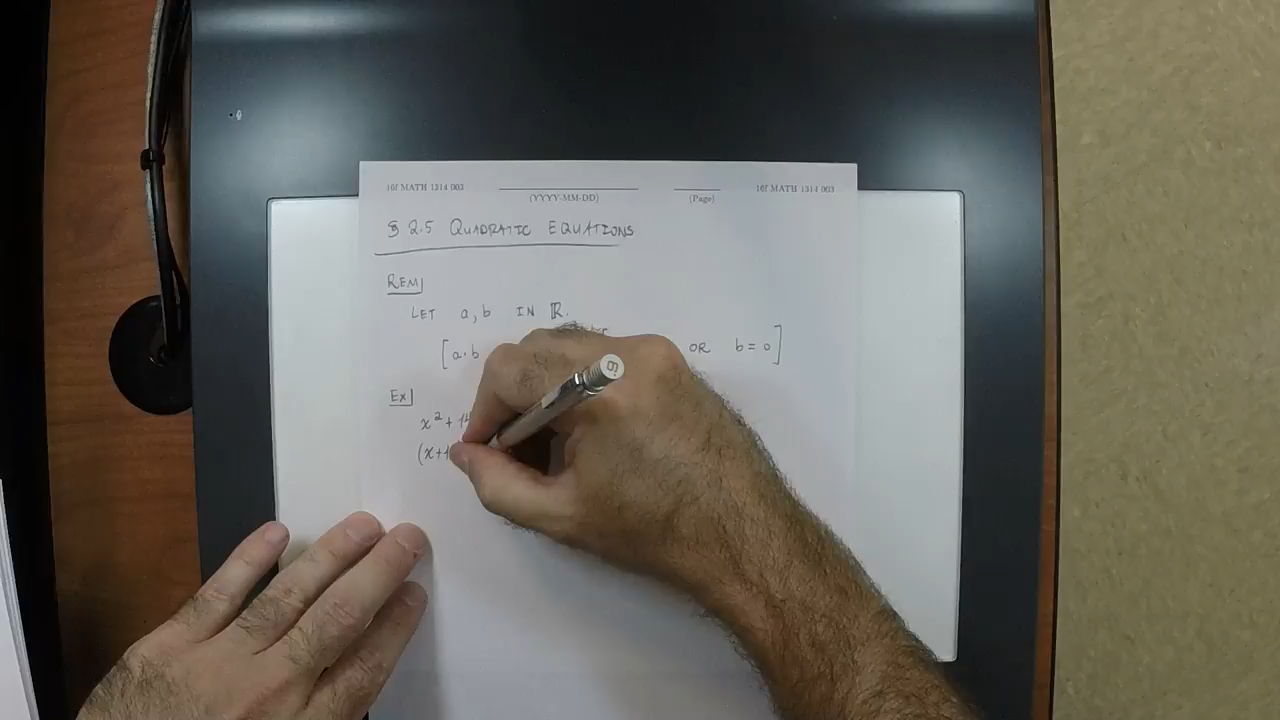 16f MATH 1314 003 (YYYY-MM-DD) (Page) 16f MATH 1314 003
§ 2.5 QUADRATIC EQUATIONS
REM
LET a, b IN ℝ.
[a·b OR b = 0]
Ex
x² + 14
(x+1